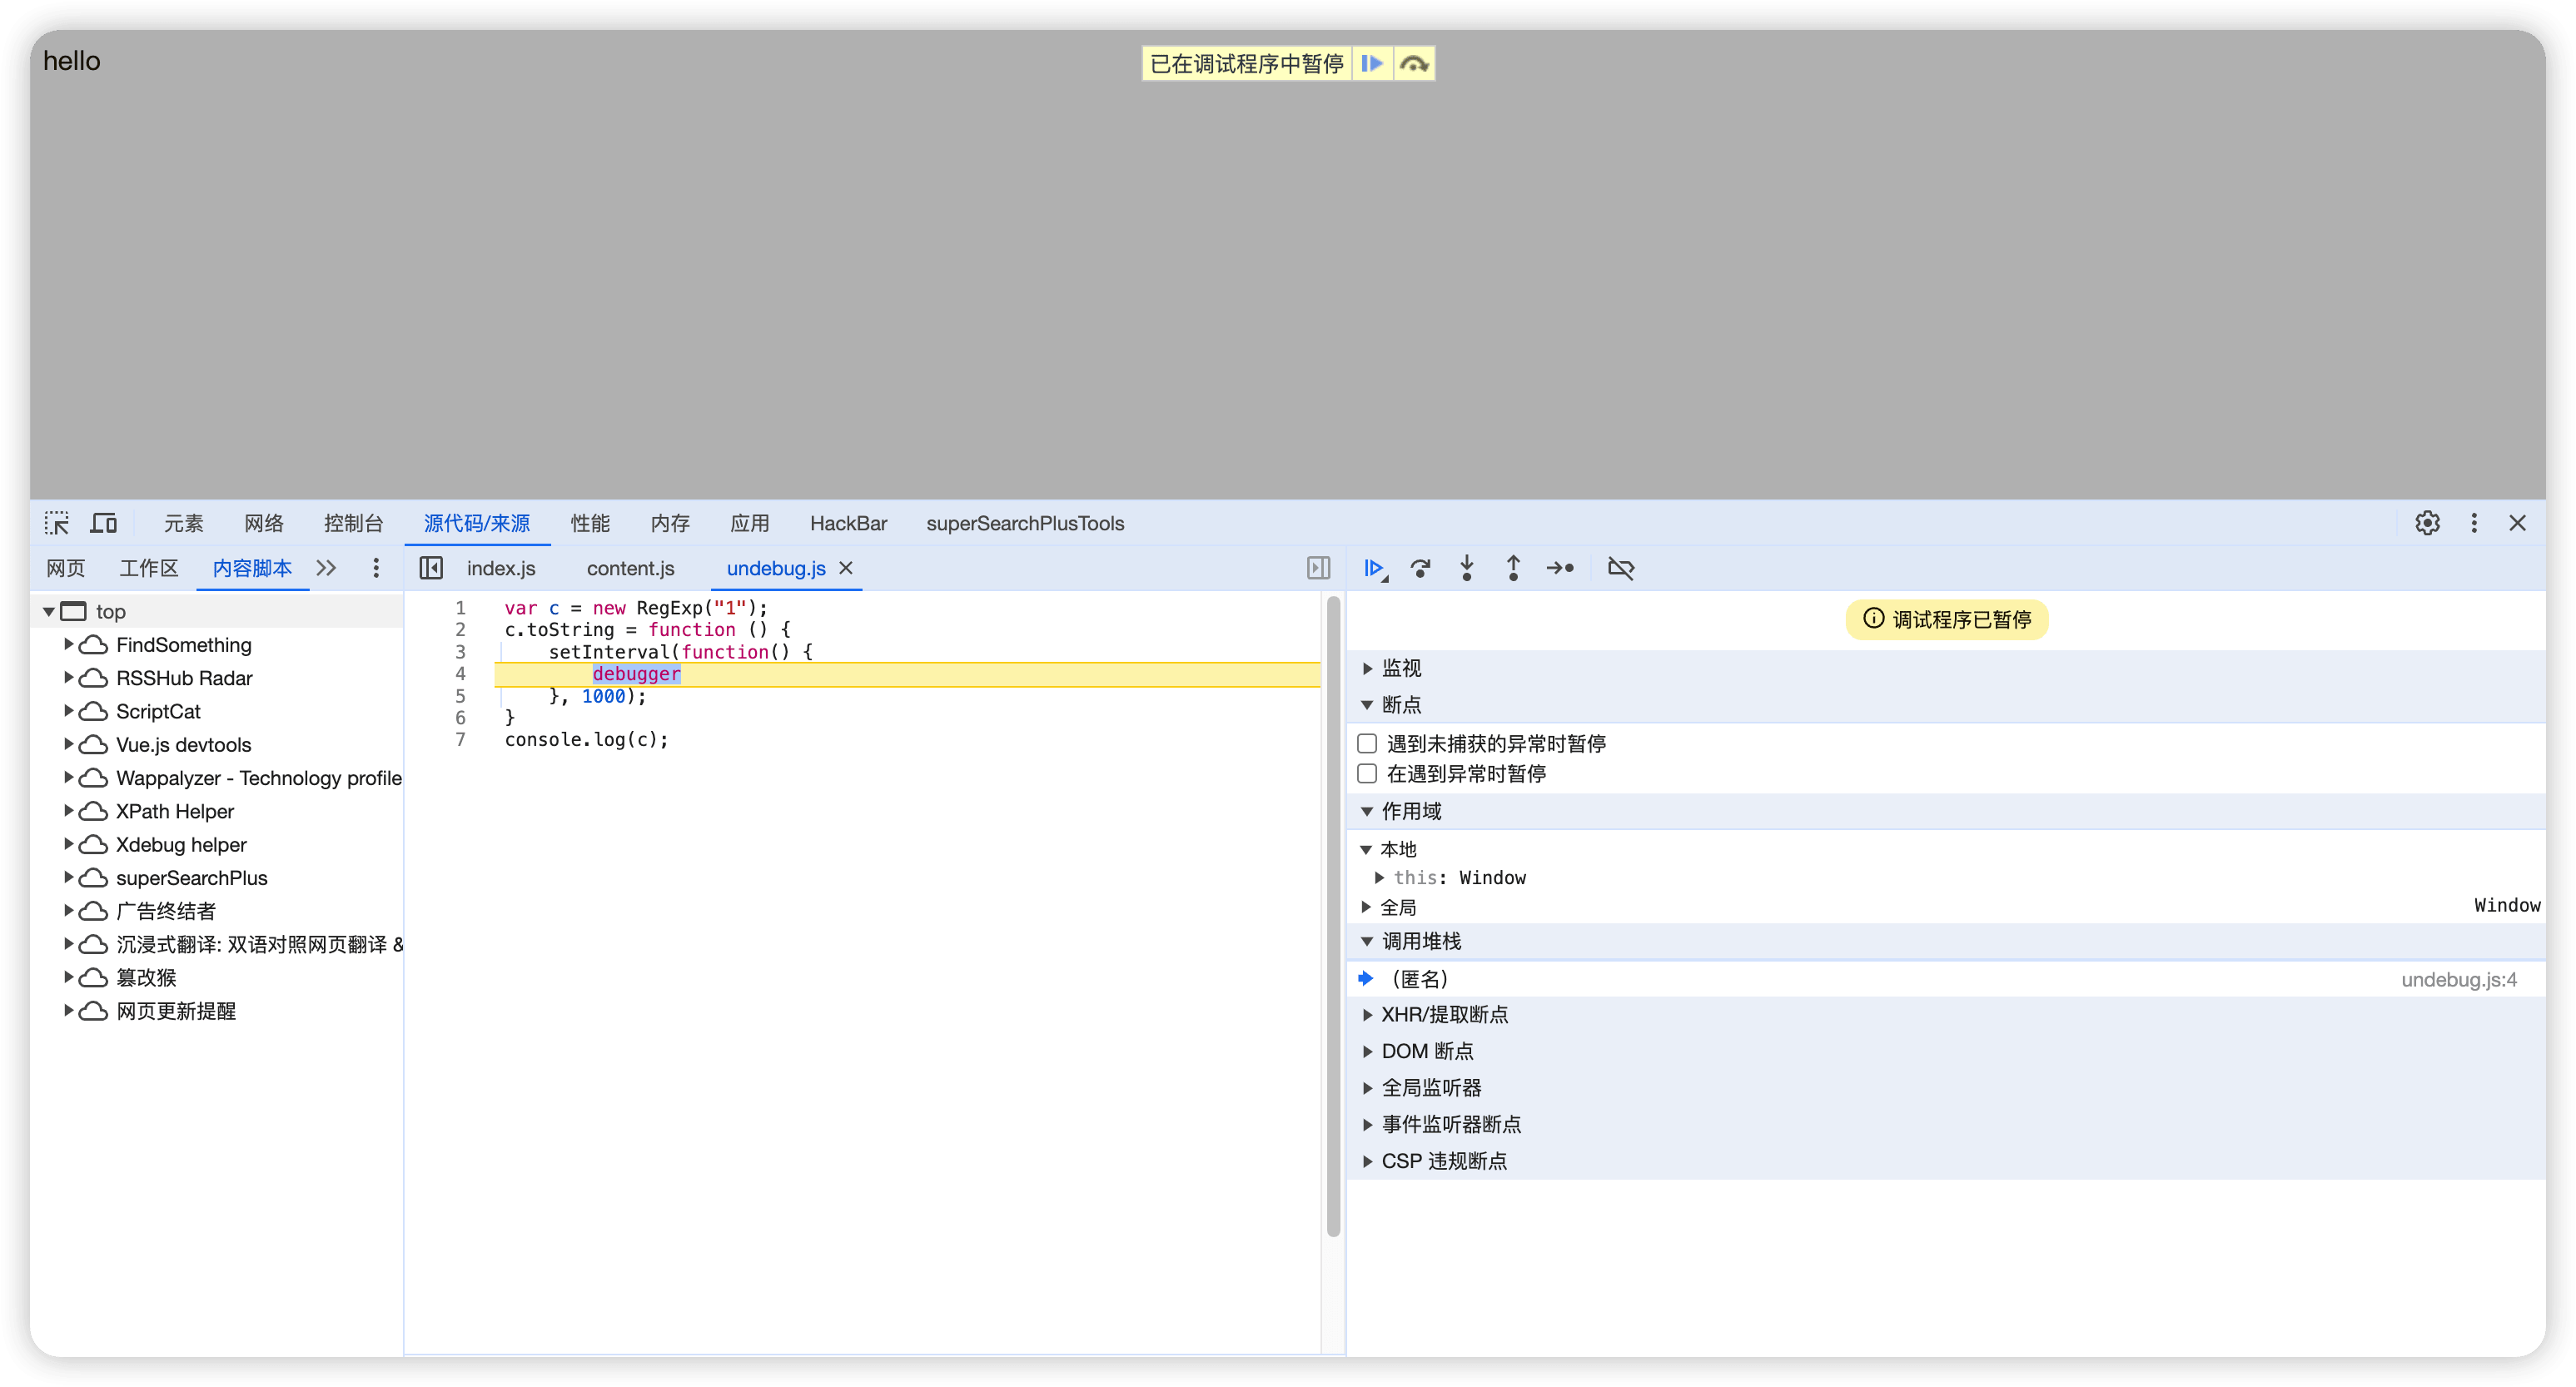 hello
已在调试程序中暂停
元素 网络 控制台 源代码/来源 性能 内存 应用 HackBar superSearchPlusTools
网页 工作区 内容脚本
top
FindSomething
RSSHub Radar
ScriptCat
Vue.js devtools
Wappalyzer - Technology profile
XPath Helper
Xdebug helper
superSearchPlus
广告终结者
沉浸式翻译: 双语对照网页翻译 &
篡改猴
网页更新提醒
index.js content.js undebug.js
1 var c = new RegExp("1");
2 c.toString = function () {
3     setInterval(function() {
4         debugger
5     }, 1000);
6 }
7 console.log(c);
调试程序已暂停
监视
断点
遇到未捕获的异常时暂停
在遇到异常时暂停
作用域
本地
this: Window
全局 Window
调用堆栈
（匿名） undebug.js:4
XHR/提取断点
DOM 断点
全局监听器
事件监听器断点
CSP 违规断点